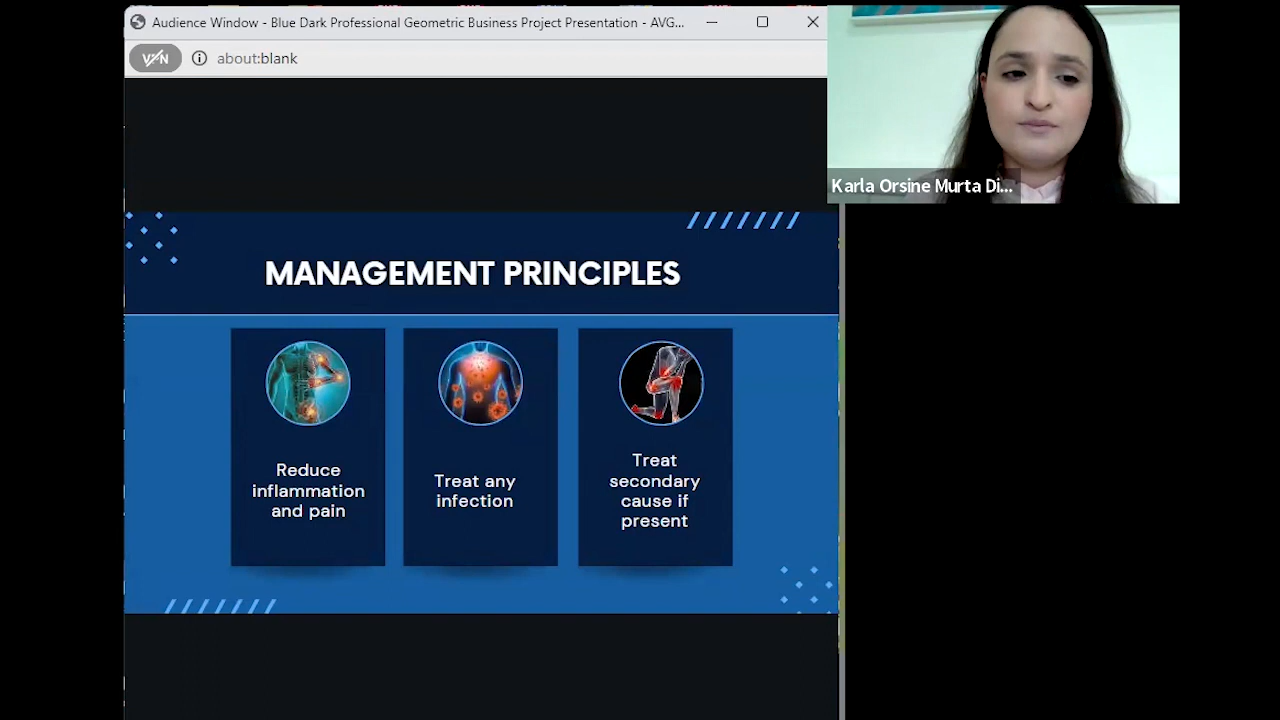 Audience Window - Blue Dark Professional Geometric Business Project Presentation - AVG...
VPN
about:blank
Karla Orsine Murta Di...
MANAGEMENT PRINCIPLES
Reduce
inflammation
and pain
Treat any
infection
Treat
secondary
cause if
present